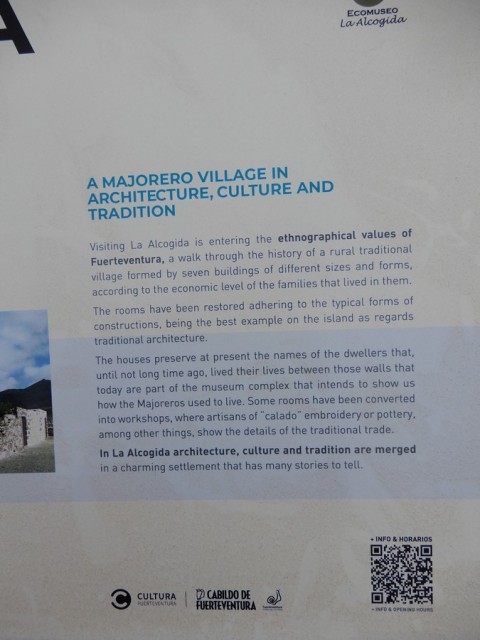 A
ECOMUSEO
La Alcogida
A MAJORERO VILLAGE IN
ARCHITECTURE, CULTURE AND
TRADITION
Visiting La Alcogida is entering the ethnographical values of
Fuerteventura, a walk through the history of a rural traditional
village formed by seven buildings of different sizes and forms,
according to the economic level of the families that lived in them.
The rooms have been restored adhering to the typical forms of
constructions, being the best example on the island as regards
traditional architecture.
The houses preserve at present the names of the dwellers that,
until not long time ago, lived their lives between those walls that
today are part of the museum complex that intends to show us
how the Majoreros used to live. Some rooms have been converted
into workshops, where artisans of "calado" embroidery or pottery,
among other things, show the details of the traditional trade.
In La Alcogida architecture, culture and tradition are merged
in a charming settlement that has many stories to tell.
+ INFO & HORARIOS
CULTURA
FUERTEVENTURA
CABILDO DE
FUERTEVENTURA
+ INFO & OPENING HOURS